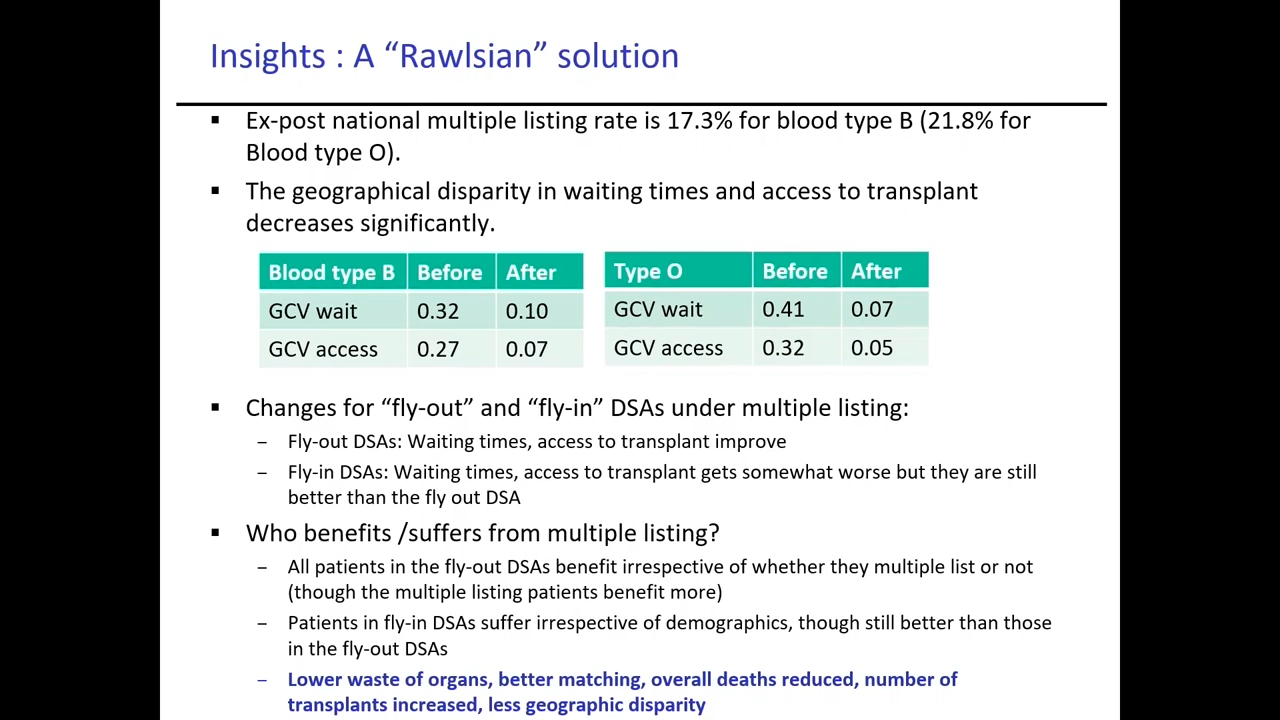 Insights : A “Rawlsian” solution
▪ Ex-post national multiple listing rate is 17.3% for blood type B (21.8% for
Blood type O).
▪ The geographical disparity in waiting times and access to transplant
decreases significantly.
Blood type B Before After
GCV wait 0.32 0.10
GCV access 0.27 0.07
Type O Before After
GCV wait 0.41 0.07
GCV access 0.32 0.05
▪ Changes for “fly-out” and “fly-in” DSAs under multiple listing:
– Fly-out DSAs: Waiting times, access to transplant improve
– Fly-in DSAs: Waiting times, access to transplant gets somewhat worse but they are still
better than the fly out DSA
▪ Who benefits /suffers from multiple listing?
– All patients in the fly-out DSAs benefit irrespective of whether they multiple list or not
(though the multiple listing patients benefit more)
– Patients in fly-in DSAs suffer irrespective of demographics, though still better than those
in the fly-out DSAs
– Lower waste of organs, better matching, overall deaths reduced, number of
transplants increased, less geographic disparity